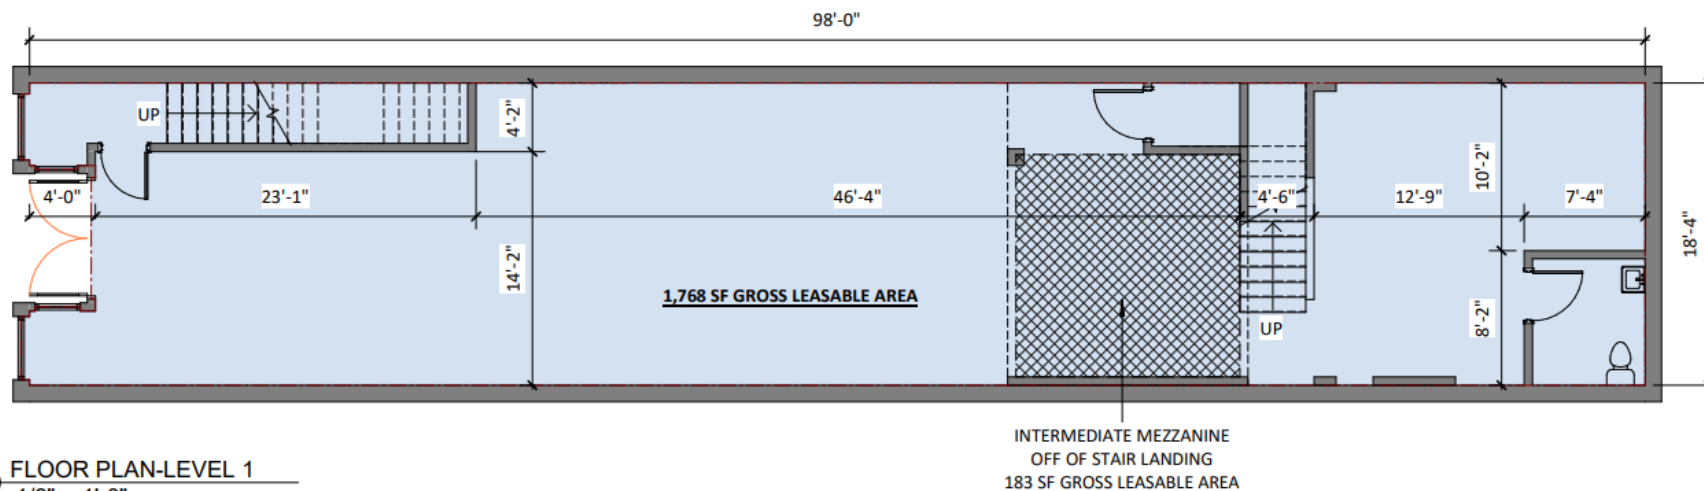 98'-0"
UP
4'-2"
4'-0"
23'-1"
46'-4"
4'-6"
12'-9"
10'-2"
7'-4"
18'-4"
14'-2"
1,768 SF GROSS LEASABLE AREA
UP
8'-2"
INTERMEDIATE MEZZANINE
OFF OF STAIR LANDING
183 SF GROSS LEASABLE AREA
FLOOR PLAN-LEVEL 1